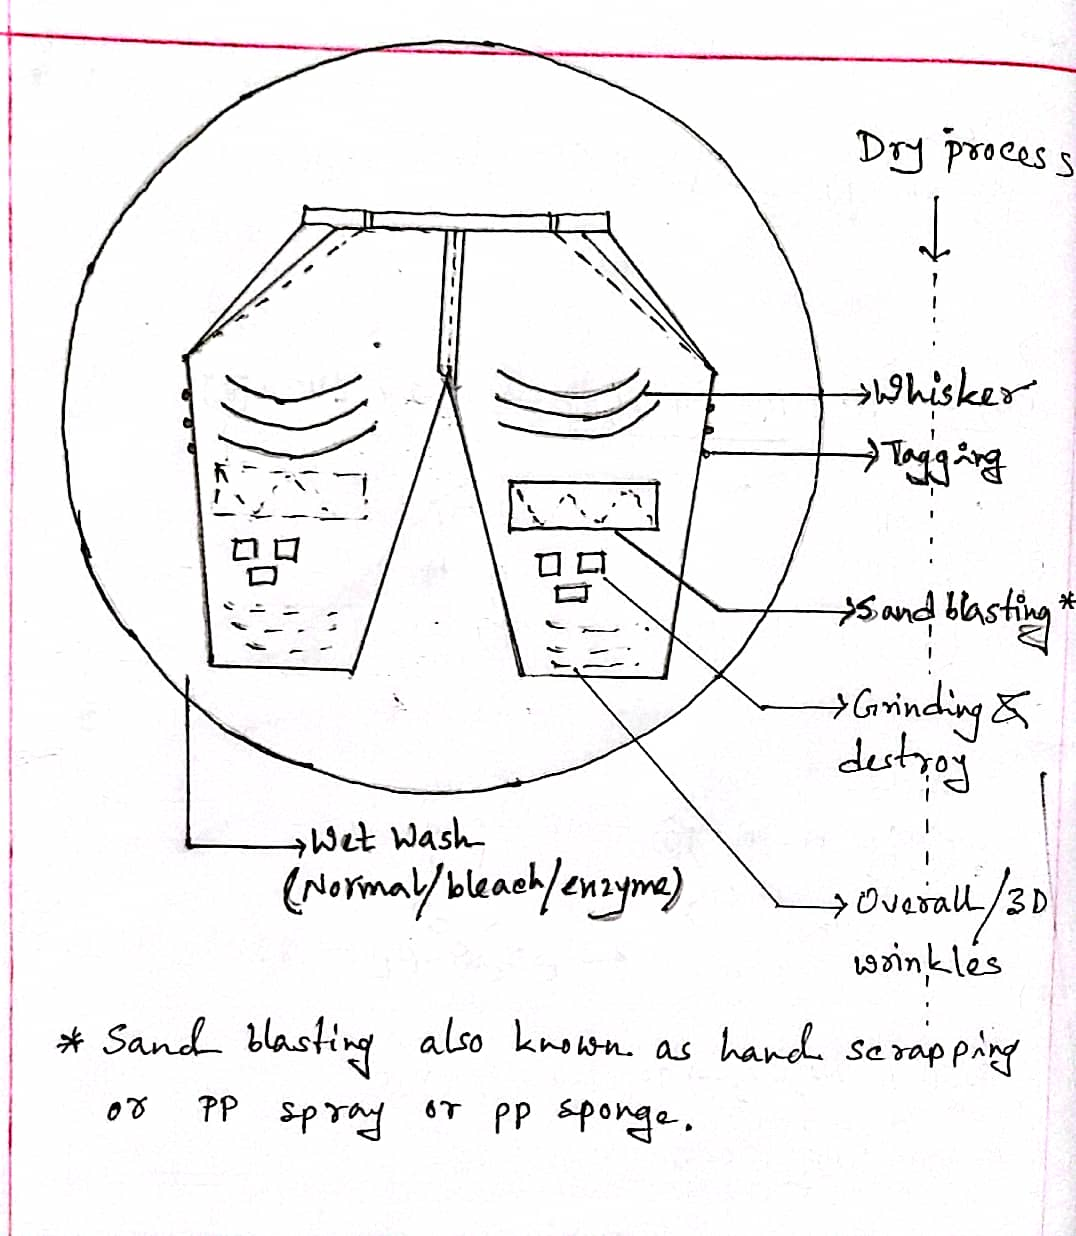 Dry process
Whisker
Tagging
Sand blasting *
Grinding &
destroy
Wet Wash
(Normal/bleach/enzyme)
Overall/3D
wrinkles
* Sand blasting also known as hand scrapping
or PP spray or pp sponge.